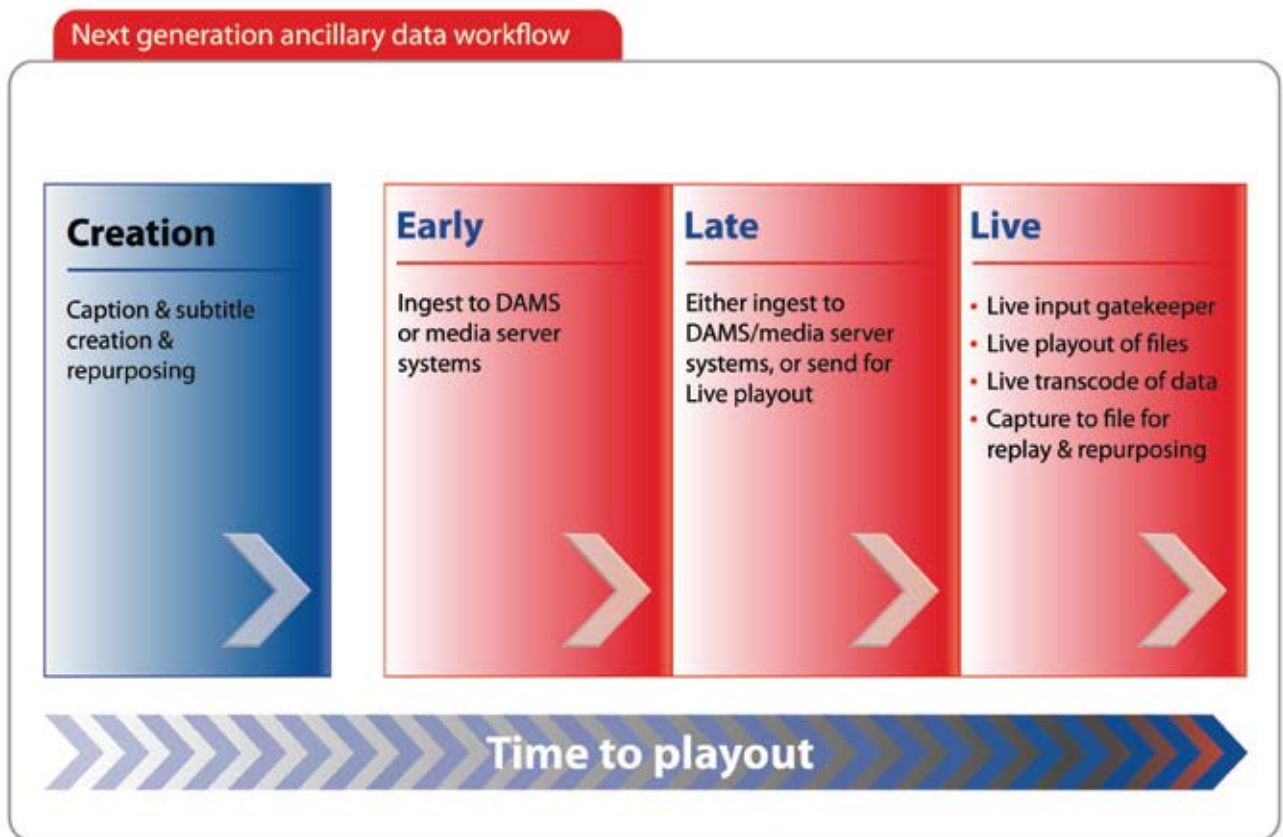 Next generation ancillary data workflow
Creation
Caption & subtitle
creation &
repurposing
Early
Ingest to DAMS
or media server
systems
Late
Either ingest to
DAMS/media server
systems, or send for
Live playout
Live
• Live input gatekeeper
• Live playout of files
• Live transcode of data
• Capture to file for
replay & repurposing
Time to playout